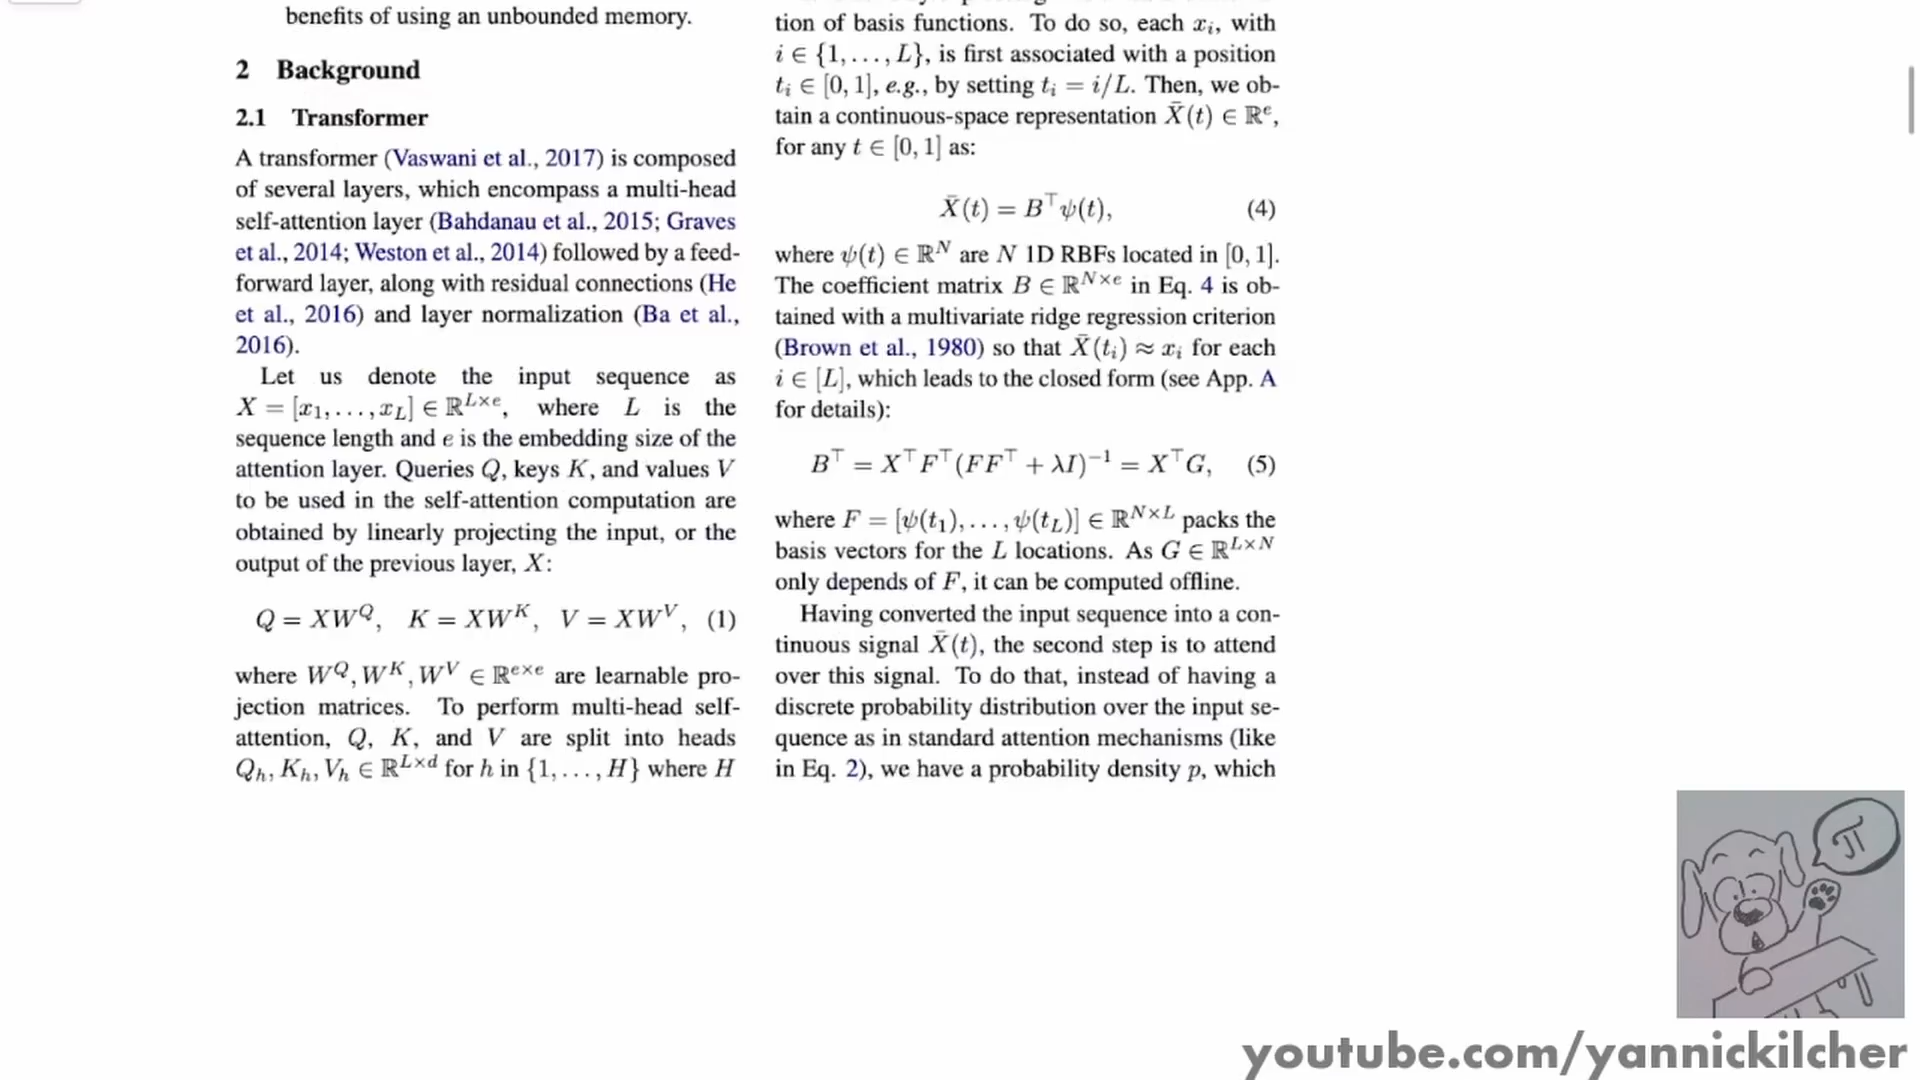 benefits of using an unbounded memory.
2 Background
2.1 Transformer
A transformer (Vaswani et al., 2017) is composed
of several layers, which encompass a multi-head
self-attention layer (Bahdanau et al., 2015; Graves
et al., 2014; Weston et al., 2014) followed by a feed-
forward layer, along with residual connections (He
et al., 2016) and layer normalization (Ba et al.,
2016).
Let us denote the input sequence as
X = [x₁, . . . , x_L] ∈ ℝ^{L×e}, where L is the
sequence length and e is the embedding size of the
attention layer. Queries Q, keys K, and values V
to be used in the self-attention computation are
obtained by linearly projecting the input, or the
output of the previous layer, X:
Q = XW^Q, K = XW^K, V = XW^V, (1)
where W^Q, W^K, W^V ∈ ℝ^{e×e} are learnable pro-
jection matrices. To perform multi-head self-
attention, Q, K, and V are split into heads
Q_h, K_h, V_h ∈ ℝ^{L×d} for h in {1, . . . , H} where H
tion of basis functions. To do so, each x_i, with
i ∈ {1, . . . , L}, is first associated with a position
t_i ∈ [0, 1], e.g., by setting t_i = i/L. Then, we ob-
tain a continuous-space representation X̄(t) ∈ ℝ^e,
for any t ∈ [0, 1] as:
X̄(t) = B^⊤ψ(t), (4)
where ψ(t) ∈ ℝ^N are N 1D RBFs located in [0, 1].
The coefficient matrix B ∈ ℝ^{N×e} in Eq. 4 is ob-
tained with a multivariate ridge regression criterion
(Brown et al., 1980) so that X̄(t_i) ≈ x_i for each
i ∈ [L], which leads to the closed form (see App. A
for details):
B^⊤ = X^⊤F^⊤(FF^⊤ + λI)^{−1} = X^⊤G, (5)
where F = [ψ(t₁), . . . , ψ(t_L)] ∈ ℝ^{N×L} packs the
basis vectors for the L locations. As G ∈ ℝ^{L×N}
only depends of F, it can be computed offline.
Having converted the input sequence into a con-
tinuous signal X̄(t), the second step is to attend
over this signal. To do that, instead of having a
discrete probability distribution over the input se-
quence as in standard attention mechanisms (like
in Eq. 2), we have a probability density p, which
π
youtube.com/yannickilcher